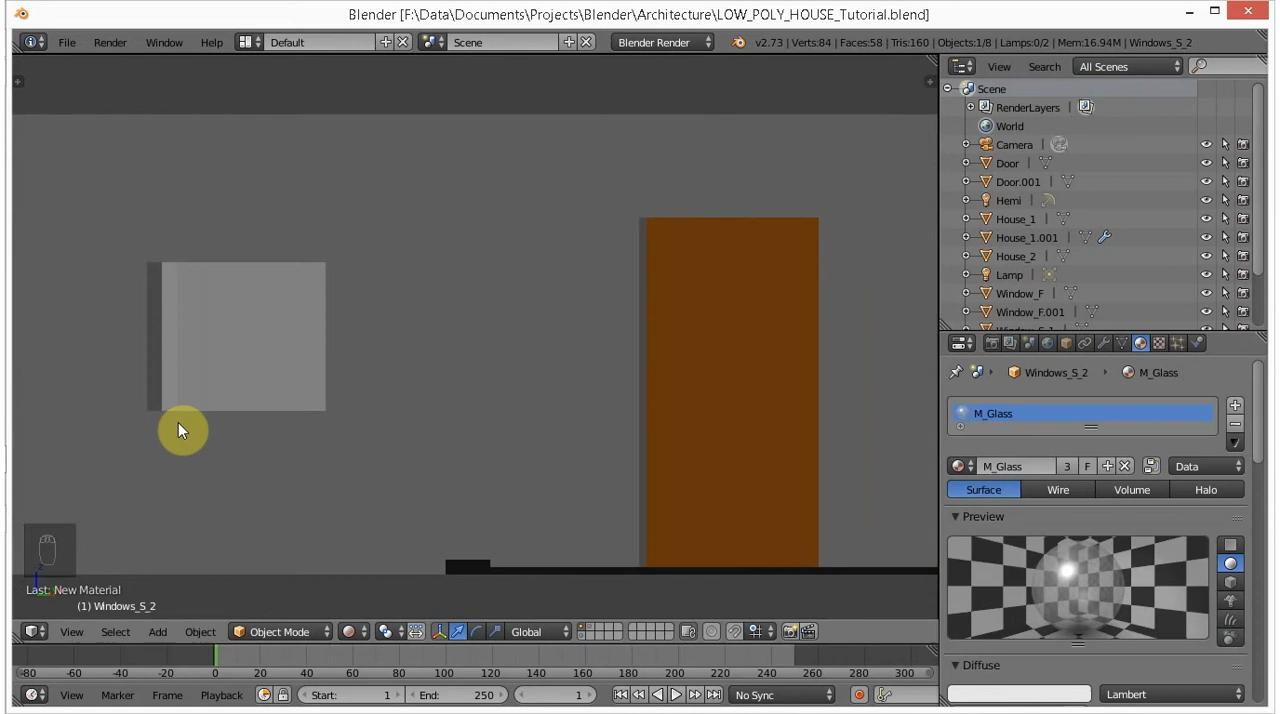 Blender [F:\Data\Documents\Projects\Blender\Architecture\LOW_POLY_HOUSE_Tutorial.blend]
File Render Window Help Default Scene Blender Render v2.73 | Verts:84 | Faces:58 | Tris:160 | Objects:1/8 | Lamps:0/2 | Mem:16.94M | Windows_S_2
View Search All Scenes
Scene
RenderLayers
World
Camera
Door
Door.001
Hemi
House_1
House_1.001
House_2
Lamp
Window_F
Window_F.001
Windows_S_2 M_Glass
M_Glass
M_Glass 3 F Data
Surface Wire Volume Halo
Preview
Last: New Material
(1) Windows_S_2
View Select Add Object Object Mode Global
Diffuse
Lambert
-80 -60 -40 -20 0 20 40 60 80 100 120 140 160 180 200 220 240 260 280 300
View Marker Frame Playback Start: 1 End: 250 1 No Sync